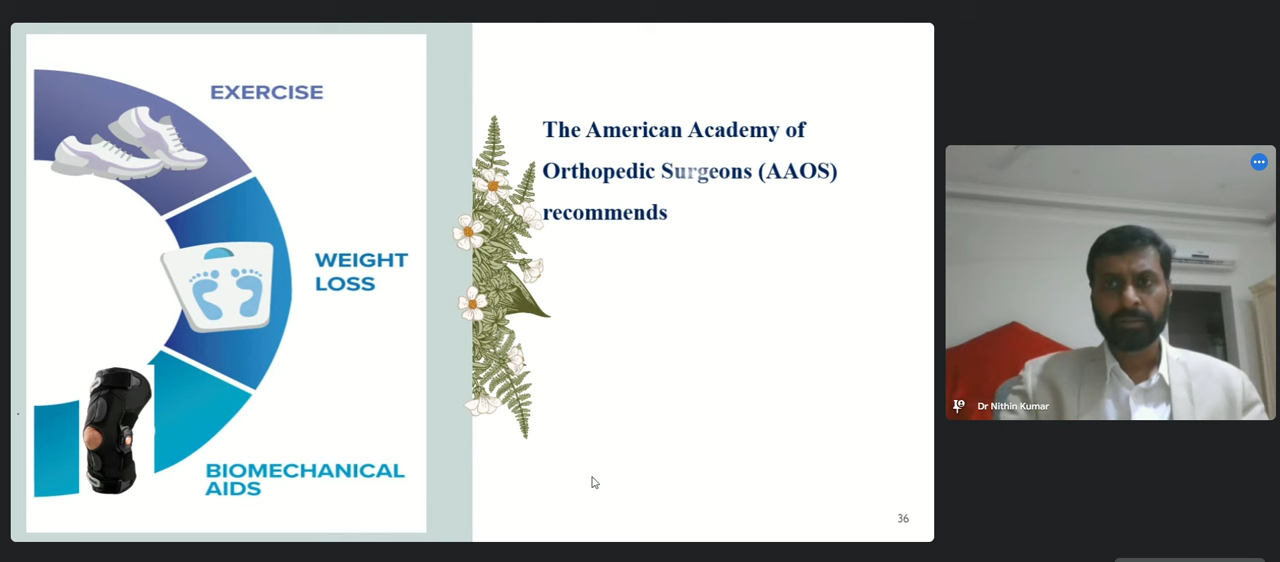 EXERCISE
WEIGHT
LOSS
BIOMECHANICAL
AIDS
The American Academy of
Orthopedic Surgeons (AAOS)
recommends
36
Dr Nithin Kumar